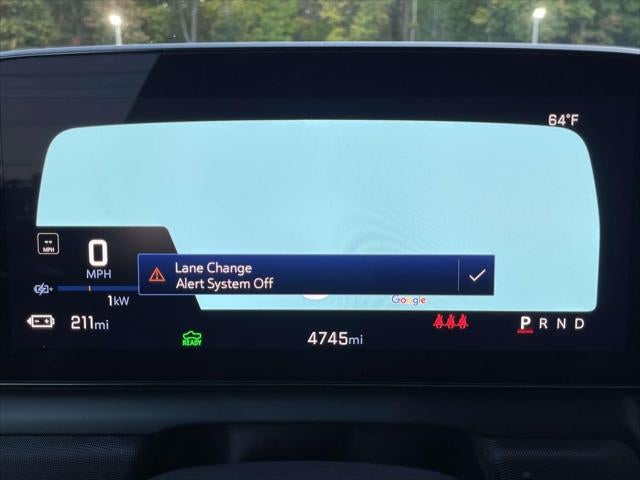 64°F
--
MPH
0
MPH
Lane Change
Alert System Off
1kW
Google
211mi
READY
4745mi
P R N D